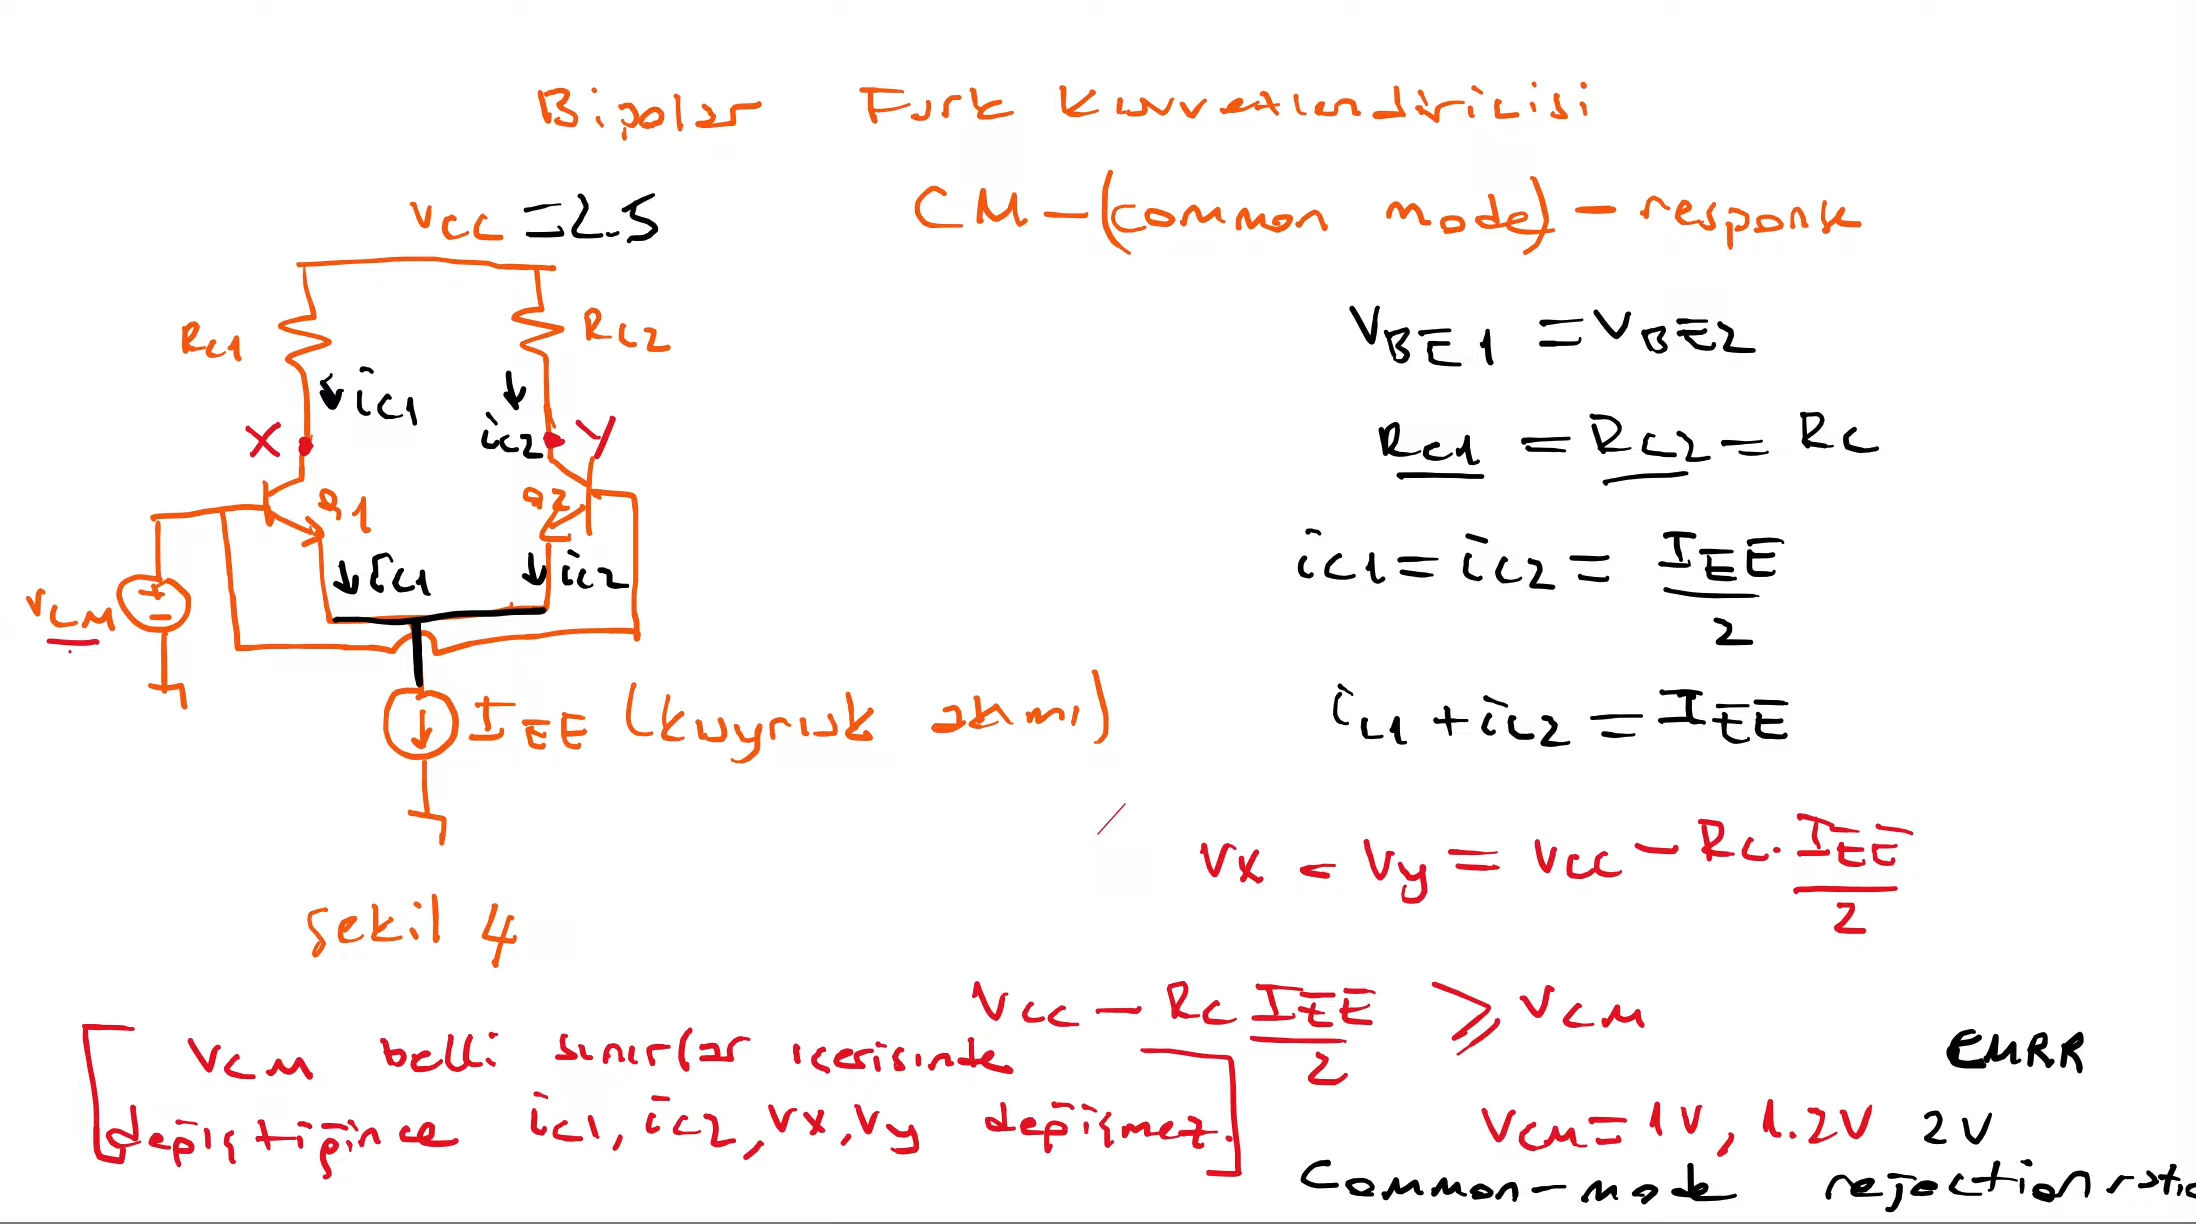 Bipolar Fark Kuvvetlendiricisi
CM-(common mode)-response
VCC =2.5
RC1
RC2
iC1
iC2
X
Y
Q1
Q2
iC1
iC2
VCM
+
-
IEE (kuyruk akımı)
şekil 4
VBE1 = VBE2
RC1 = RC2 = RC
iC1 = iC2 = IEE/2
iC1 + iC2 = IEE
Vx = Vy = VCC - RC. IEE/2
VCC - RC IEE/2 ⩾ VCM
VCM belli sınırlar icerisinde
değiştiğince iC1, iC2, Vx, Vy değişmez.
CMRR
VCM = 1V, 1.2V 2V
Common-mode rejection ratio